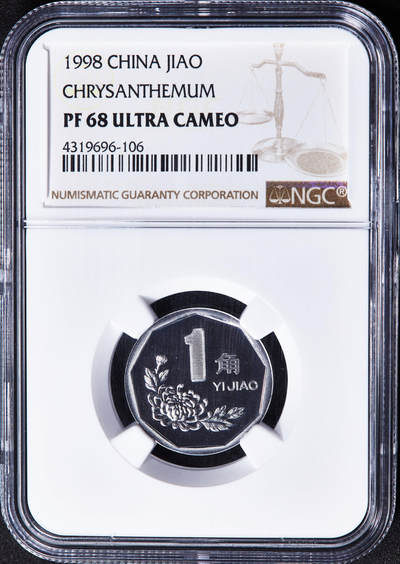 1998 CHINA JIAO
CHRYSANTHEMUM
PF 68 ULTRA CAMEO
4319696-106
NUMISMATIC GUARANTY CORPORATION NGC®
1 角
YI JIAO